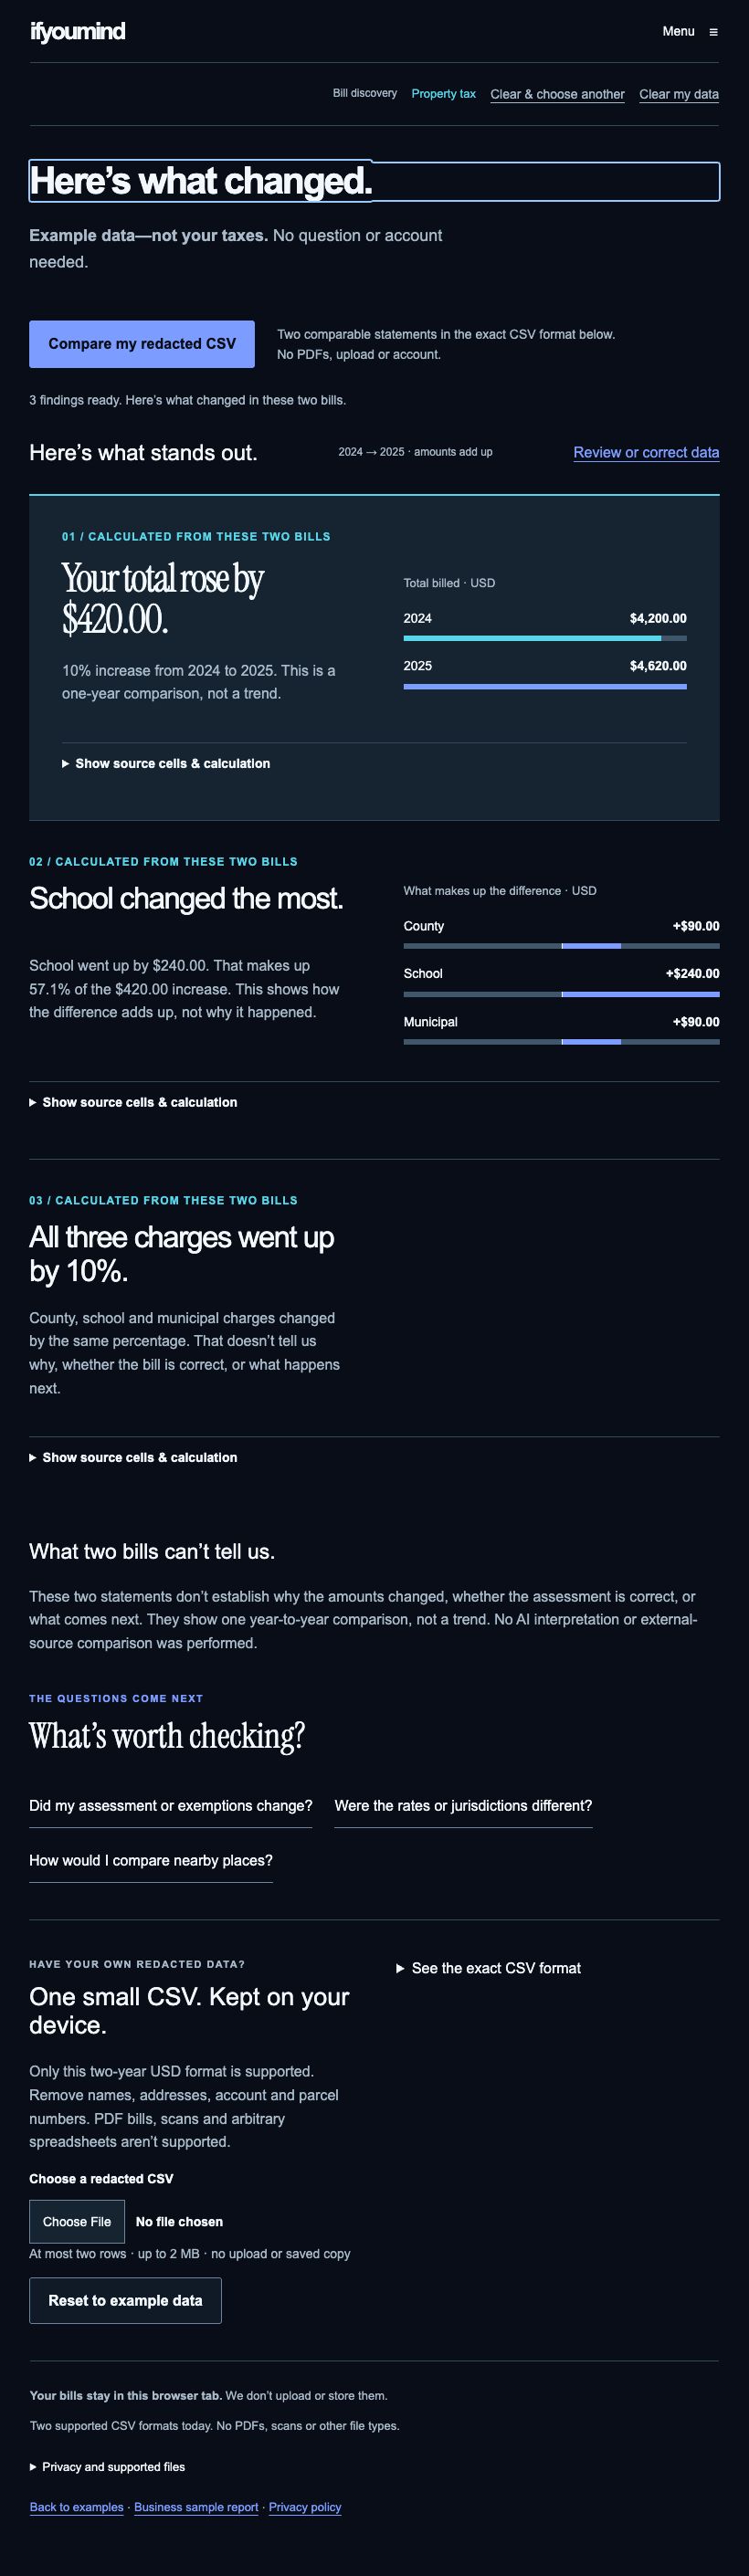 ifyoumind
Menu ≡
Bill discovery Property tax Clear & choose another Clear my data
Here’s what changed.
Example data—not your taxes. No question or account
needed.
Compare my redacted CSV
Two comparable statements in the exact CSV format below.
No PDFs, upload or account.
3 findings ready. Here’s what changed in these two bills.
Here’s what stands out.
2024 → 2025 · amounts add up
Review or correct data
01 / CALCULATED FROM THESE TWO BILLS
Your total rose by
$420.00.
10% increase from 2024 to 2025. This is a
one-year comparison, not a trend.
Total billed · USD
2024 $4,200.00
2025 $4,620.00
▶ Show source cells & calculation
02 / CALCULATED FROM THESE TWO BILLS
School changed the most.
School went up by $240.00. That makes up
57.1% of the $420.00 increase. This shows how
the difference adds up, not why it happened.
What makes up the difference · USD
County +$90.00
School +$240.00
Municipal +$90.00
▶ Show source cells & calculation
03 / CALCULATED FROM THESE TWO BILLS
All three charges went up
by 10%.
County, school and municipal charges changed
by the same percentage. That doesn’t tell us
why, whether the bill is correct, or what happens
next.
▶ Show source cells & calculation
What two bills can’t tell us.
These two statements don’t establish why the amounts changed, whether the assessment is correct, or
what comes next. They show one year-to-year comparison, not a trend. No AI interpretation or external-
source comparison was performed.
THE QUESTIONS COME NEXT
What’s worth checking?
Did my assessment or exemptions change? Were the rates or jurisdictions different?
How would I compare nearby places?
HAVE YOUR OWN REDACTED DATA?
One small CSV. Kept on your
device.
Only this two-year USD format is supported.
Remove names, addresses, account and parcel
numbers. PDF bills, scans and arbitrary
spreadsheets aren’t supported.
▶ See the exact CSV format
Choose a redacted CSV
Choose File No file chosen
At most two rows · up to 2 MB · no upload or saved copy
Reset to example data
Your bills stay in this browser tab. We don’t upload or store them.
Two supported CSV formats today. No PDFs, scans or other file types.
▶ Privacy and supported files
Back to examples · Business sample report · Privacy policy